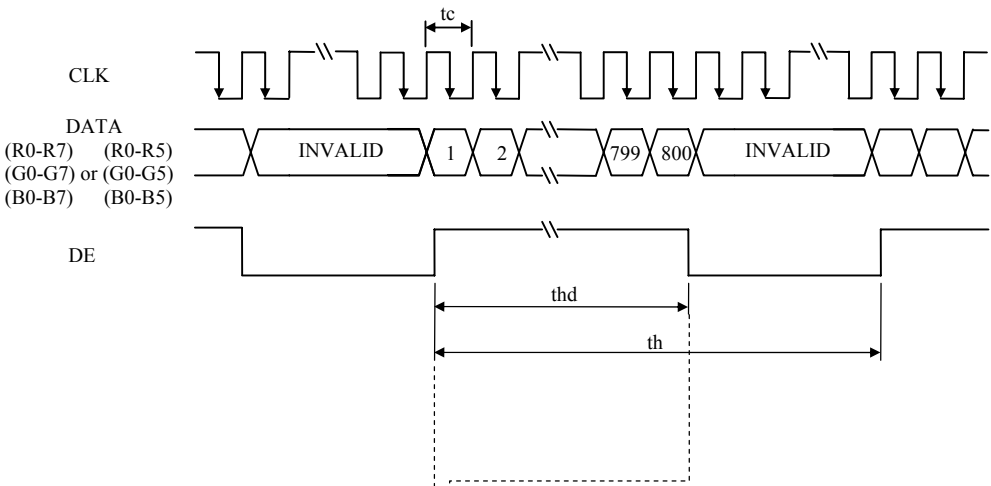 tc
CLK
DATA
(R0-R7) (R0-R5)
(G0-G7) or (G0-G5)
(B0-B7) (B0-B5)
INVALID 1 2 799 800 INVALID
DE
thd
th